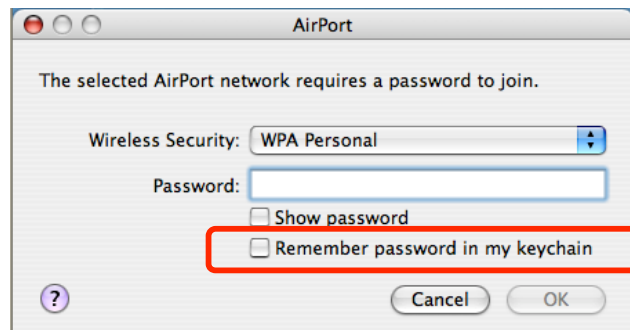 AirPort
The selected AirPort network requires a password to join.
Wireless Security: WPA Personal
Password:
Show password
Remember password in my keychain
? Cancel OK